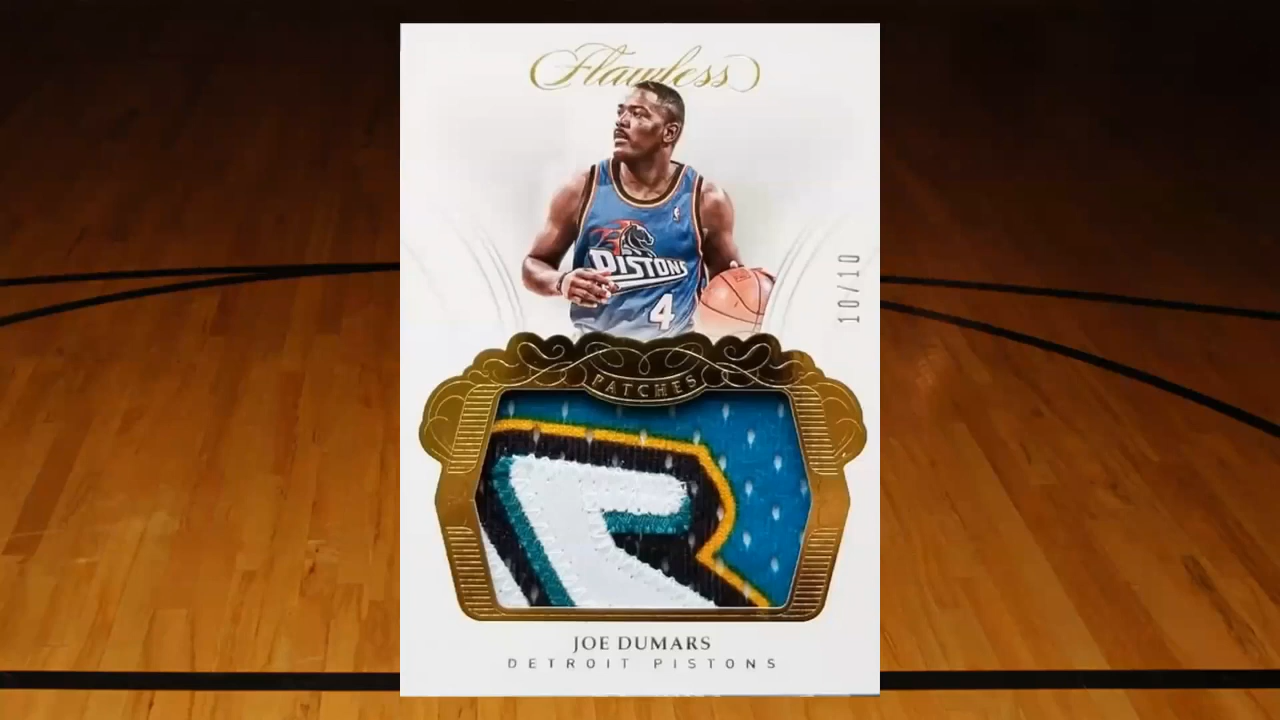 Flawless
PISTONS
4
10/10
PATCHES
JOE DUMARS
DETROIT PISTONS